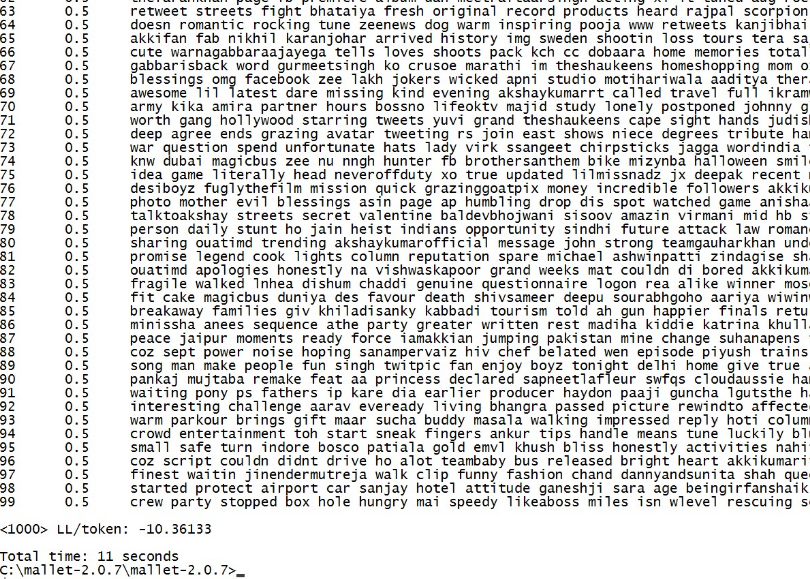 63 0.5 retweet streets fight bhataiya fresh original record products heard rajpal scorpion
64 0.5 doesn romantic rocking tune zeenews dog warm inspiring pooja www retweets kanjibhai
65 0.5 akkifan fab nikhil karanjohar arrived history img sweden shootin loss tours tera sa
66 0.5 cute warnagabbaraajayega tells loves shoots pack kch cc dobaara home memories total
67 0.5 gabbarisback word gurmeetsingh ko crusoe marathi im theshaukeens homeshopping mom o
68 0.5 blessings omg facebook zee lakh jokers wicked apni studio motihariwala aaditya ther
69 0.5 awesome lil latest dare missing kind evening akshaykumarrt called travel full ikram
70 0.5 army kika amira partner hours bossno lifeoktv majid study lonely postponed johnny g
71 0.5 worth gang hollywood starring tweets yuvi grand theshaukeens cape sight hands judis
72 0.5 deep agree ends grazing avatar tweeting rs join east shows niece degrees tribute ha
73 0.5 war question spend unfortunate hats lady virk ssangeet chirpsticks jagga wordindia
74 0.5 knw dubai magicbus zee nu nngh hunter fb brothersanthem bike mizynba halloween smil
75 0.5 idea game literally head neveroffduty xo true updated lilmissnadz jx deepak recent
76 0.5 desiboyz fuglythefilm mission quick grazinggoatpix money incredible followers akkik
77 0.5 photo mother evil blessings asin page ap humbling drop dis spot watched game anisha
78 0.5 talktoakshay streets secret valentine baldevbhojwani sisoov amazin virmani mid hb s
79 0.5 person daily stunt ho jain heist indians opportunity sindhi future attack law roman
80 0.5 sharing ouatimd trending akshaykumarofficial message john strong teamgauharkhan und
81 0.5 promise legend cook lights column reputation spare michael ashwinpatti zindagise sh
82 0.5 ouatimd apologies honestly na vishwaskapoor grand weeks mat couldn di bored akkikum
83 0.5 fragile walked lnhea dishum chaddi genuine questionnaire logon rea alike winner mos
84 0.5 fit cake magicbus duniya des favour death shivsameer deepu sourabhgoho aariya wiwin
85 0.5 breakaway families giv khiladisanky kabbadi tourism told ah gun happier finals retu
86 0.5 minissha anees sequence athe party greater written rest madiha kiddie katrina khull
87 0.5 peace jaipur moments ready force iamakkian jumping pakistan mine change suhanapens
88 0.5 coz sept power noise hoping sanampervaiz hiv chef belated wen episode piyush trains
89 0.5 song man make people fun singh twitpic fan enjoy boyz tonight delhi home give true
90 0.5 pankaj mujtaba remake feat aa princess declared sapneetlafleur swfqs cloudaussie ha
91 0.5 waiting pony ps fathers ip kare dia earlier producer haydon paaji guncha lgutsthe h
92 0.5 interesting challenge aarav eveready living bhangra passed picture rewindto affecte
93 0.5 warm parkour brings gift maar sucha buddy masala walking impressed reply hoti colum
94 0.5 crowd entertainment toh start sneak fingers ankur tips handle means tune luckily bl
95 0.5 small safe turn indore bosco patiala gold emvl khush bliss honestly activities nahi
96 0.5 coz script couldn didnt drive ho alot teambaby bus released bright heart akkikumari
97 0.5 finest waitin jinendermutreja walk clip funny fashion chand dannyandsunita shah que
98 0.5 started protect airport car sanjay hotel attitude ganeshji sara age beingirfanshaik
99 0.5 crew party stopped box hole hungry mai speedy likeaboss miles isn wlevel rescuing s
<1000> LL/token: -10.36133
Total time: 11 seconds
C:\mallet-2.0.7\mallet-2.0.7>_